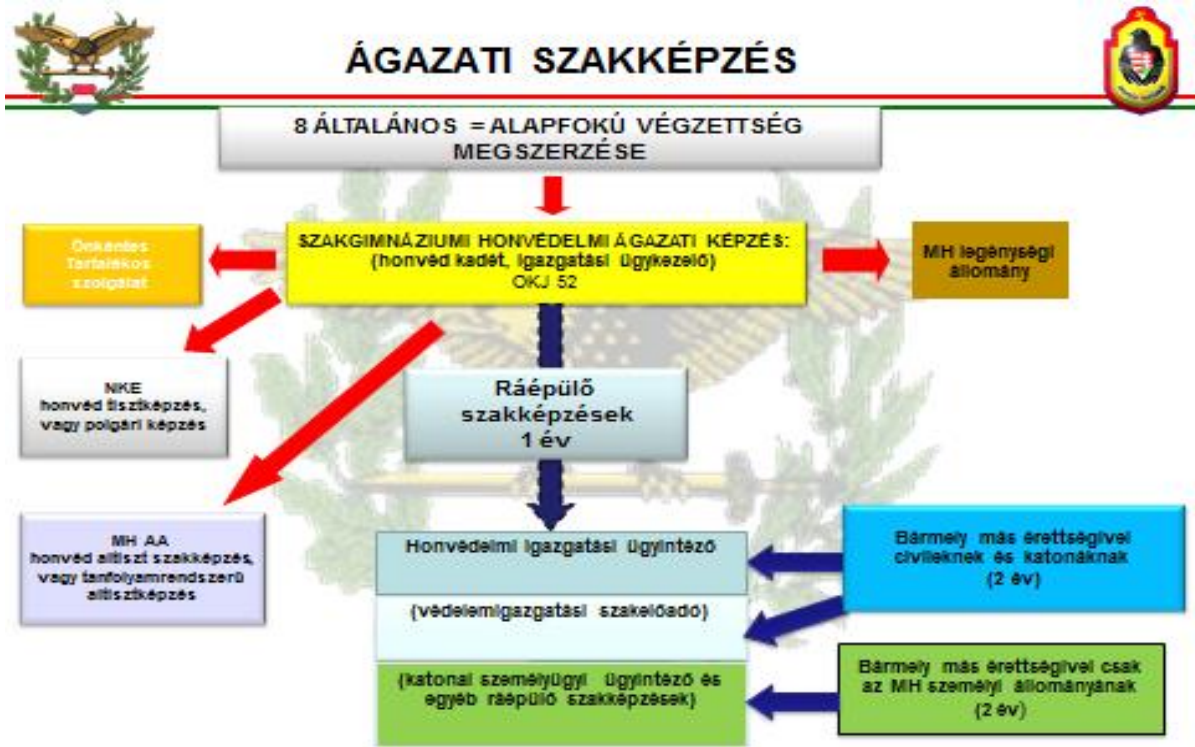 ÁGAZATI SZAKKÉPZÉS
8 ÁLTALÁNOS = ALAPFOKÚ VÉGZETTSÉG
MEGSZERZÉSE
Önkéntes
Tartalékos
szolgálat
SZAKGIMNÁZIUMI HONVÉDELMI ÁGAZATI KÉPZÉS:
(honvéd kadét, igazgatási ügykezelő)
OKJ 52
MH legénységi
állomány
NKE
honvéd tisztképzés,
vagy polgári képzés
Ráépülő
szakképzések
1 év
MH AA
honvéd altiszt szakképzés,
vagy tanfolyamrendszerű
altisztképzés
Honvédelmi igazgatási ügyintéző
(védelemigazgatási szakelőadó)
(katonai személyügyi ügyintéző és
egyéb ráépülő szakképzések)
Bármely más érettségivel
civileknek és katonáknak
(2 év)
Bármely más érettségivel csak
az MH személyi állományának
(2 év)